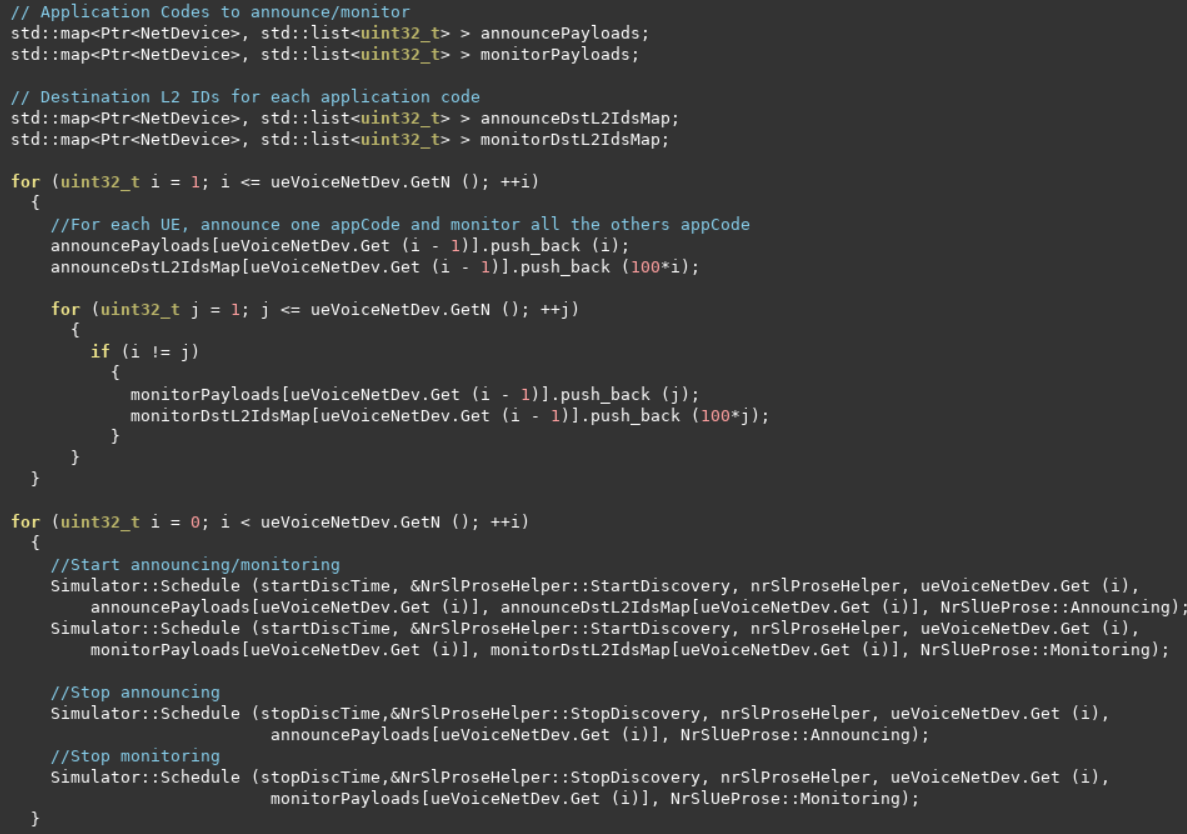 // Application Codes to announce/monitor
std::map<Ptr<NetDevice>, std::list<uint32_t> > announcePayloads;
std::map<Ptr<NetDevice>, std::list<uint32_t> > monitorPayloads;

// Destination L2 IDs for each application code
std::map<Ptr<NetDevice>, std::list<uint32_t> > announceDstL2IdsMap;
std::map<Ptr<NetDevice>, std::list<uint32_t> > monitorDstL2IdsMap;

for (uint32_t i = 1; i <= ueVoiceNetDev.GetN (); ++i)
  {
    //For each UE, announce one appCode and monitor all the others appCode
    announcePayloads[ueVoiceNetDev.Get (i - 1)].push_back (i);
    announceDstL2IdsMap[ueVoiceNetDev.Get (i - 1)].push_back (100*i);

    for (uint32_t j = 1; j <= ueVoiceNetDev.GetN (); ++j)
      {
        if (i != j)
          {
            monitorPayloads[ueVoiceNetDev.Get (i - 1)].push_back (j);
            monitorDstL2IdsMap[ueVoiceNetDev.Get (i - 1)].push_back (100*j);
          }
      }
  }

for (uint32_t i = 0; i < ueVoiceNetDev.GetN (); ++i)
  {
    //Start announcing/monitoring
    Simulator::Schedule (startDiscTime, &NrSlProseHelper::StartDiscovery, nrSlProseHelper, ueVoiceNetDev.Get (i),
        announcePayloads[ueVoiceNetDev.Get (i)], announceDstL2IdsMap[ueVoiceNetDev.Get (i)], NrSlUeProse::Announcing);
    Simulator::Schedule (startDiscTime, &NrSlProseHelper::StartDiscovery, nrSlProseHelper, ueVoiceNetDev.Get (i),
        monitorPayloads[ueVoiceNetDev.Get (i)], monitorDstL2IdsMap[ueVoiceNetDev.Get (i)], NrSlUeProse::Monitoring);

    //Stop announcing
    Simulator::Schedule (stopDiscTime,&NrSlProseHelper::StopDiscovery, nrSlProseHelper, ueVoiceNetDev.Get (i),
                          announcePayloads[ueVoiceNetDev.Get (i)], NrSlUeProse::Announcing);
    //Stop monitoring
    Simulator::Schedule (stopDiscTime,&NrSlProseHelper::StopDiscovery, nrSlProseHelper, ueVoiceNetDev.Get (i),
                          monitorPayloads[ueVoiceNetDev.Get (i)], NrSlUeProse::Monitoring);
  }